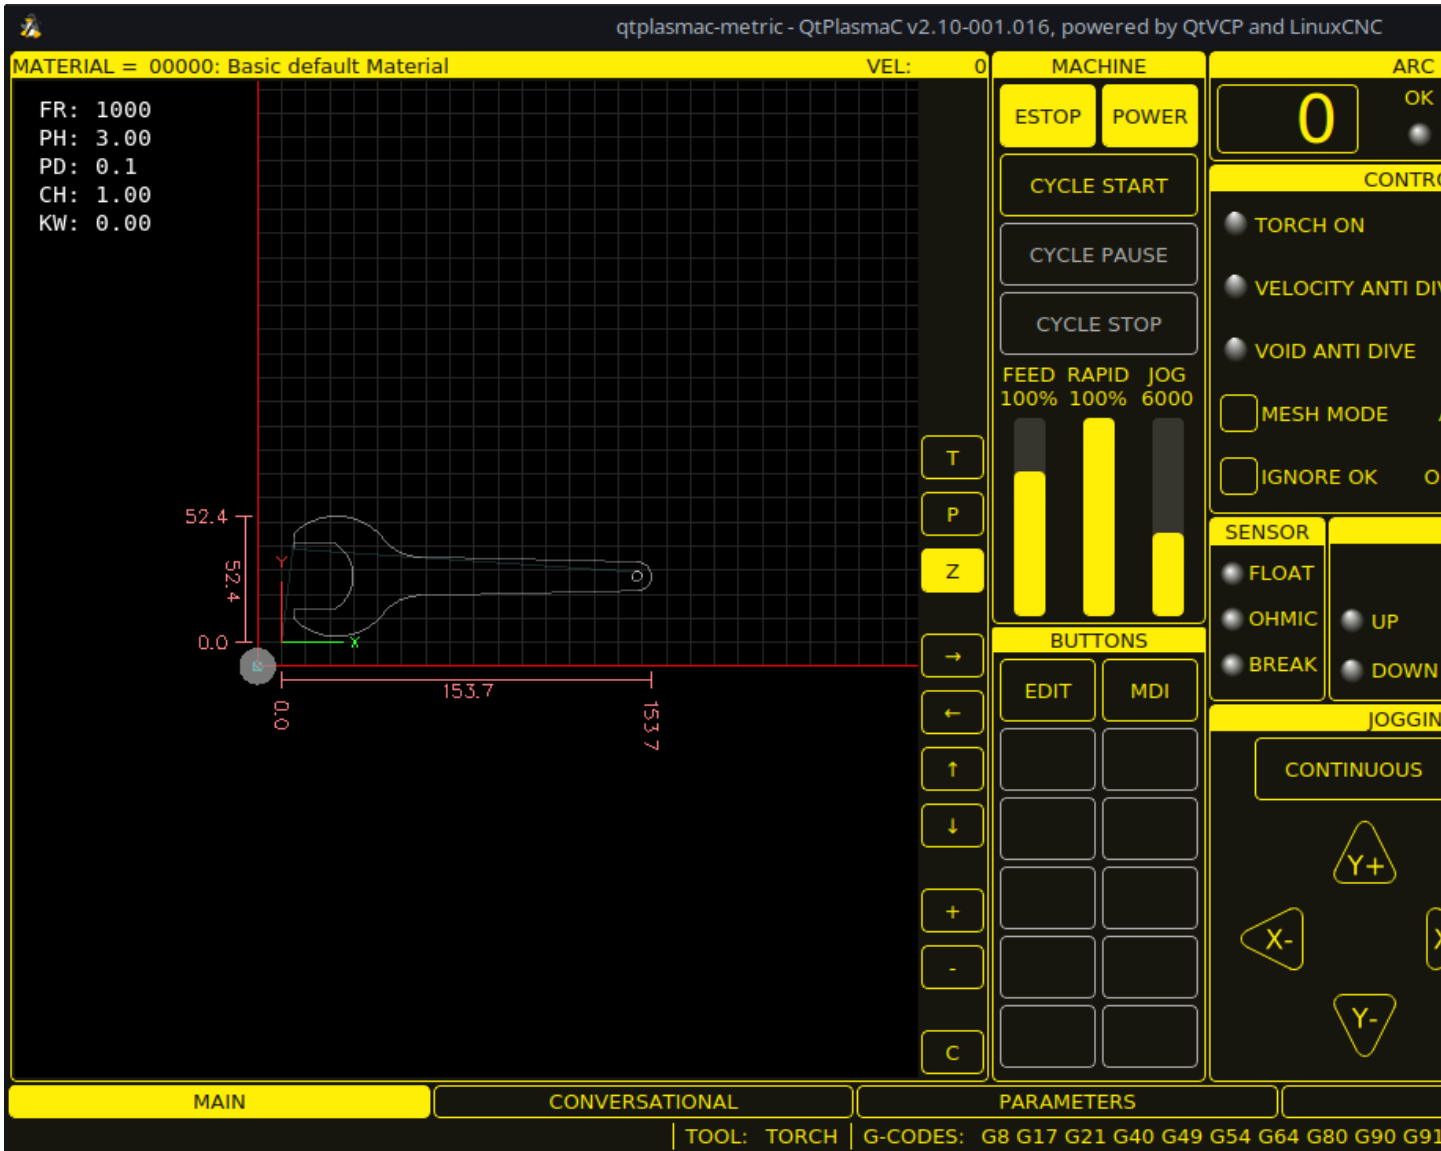 qtplasmac-metric - QtPlasmaC v2.10-001.016, powered by QtVCP and LinuxCNC
MATERIAL = 00000: Basic default Material VEL: 0
FR: 1000
PH: 3.00
PD: 0.1
CH: 1.00
KW: 0.00
52.4
52.4
0.0
Y
X
153.7
0.0
153.7
T
P
Z
→
←
↑
↓
+
-
C
MACHINE
ESTOP POWER
CYCLE START
CYCLE PAUSE
CYCLE STOP
FEED RAPID JOG
100% 100% 6000
BUTTONS
EDIT MDI
ARC
0 OK
CONTRO
TORCH ON
VELOCITY ANTI DIV
VOID ANTI DIVE
MESH MODE
IGNORE OK O
SENSOR
FLOAT
OHMIC
BREAK
UP
DOWN
JOGGIN
CONTINUOUS
Y+
X- X
Y-
MAIN CONVERSATIONAL PARAMETERS
TOOL: TORCH G-CODES: G8 G17 G21 G40 G49 G54 G64 G80 G90 G91